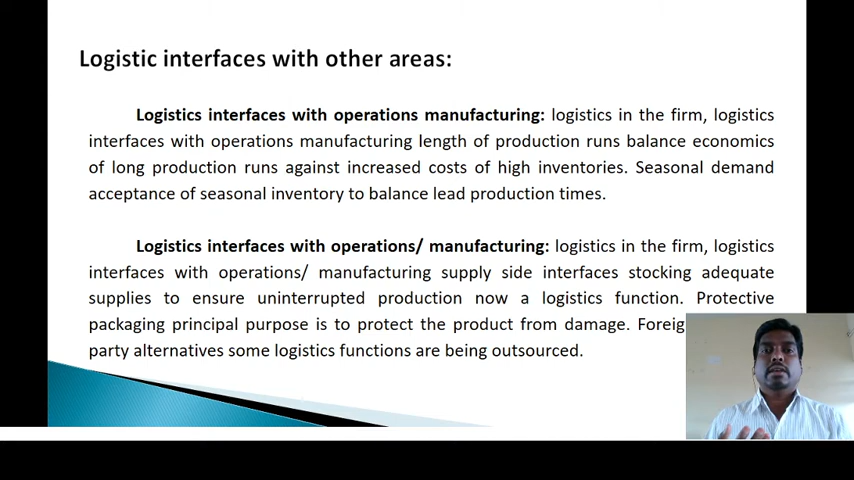 Logistic interfaces with other areas:
Logistics interfaces with operations manufacturing: logistics in the firm, logistics
interfaces with operations manufacturing length of production runs balance economics
of long production runs against increased costs of high inventories. Seasonal demand
acceptance of seasonal inventory to balance lead production times.
Logistics interfaces with operations/ manufacturing: logistics in the firm, logistics
interfaces with operations/ manufacturing supply side interfaces stocking adequate
supplies to ensure uninterrupted production now a logistics function. Protective
packaging principal purpose is to protect the product from damage.
party alternatives some logistics functions are being outsourced.